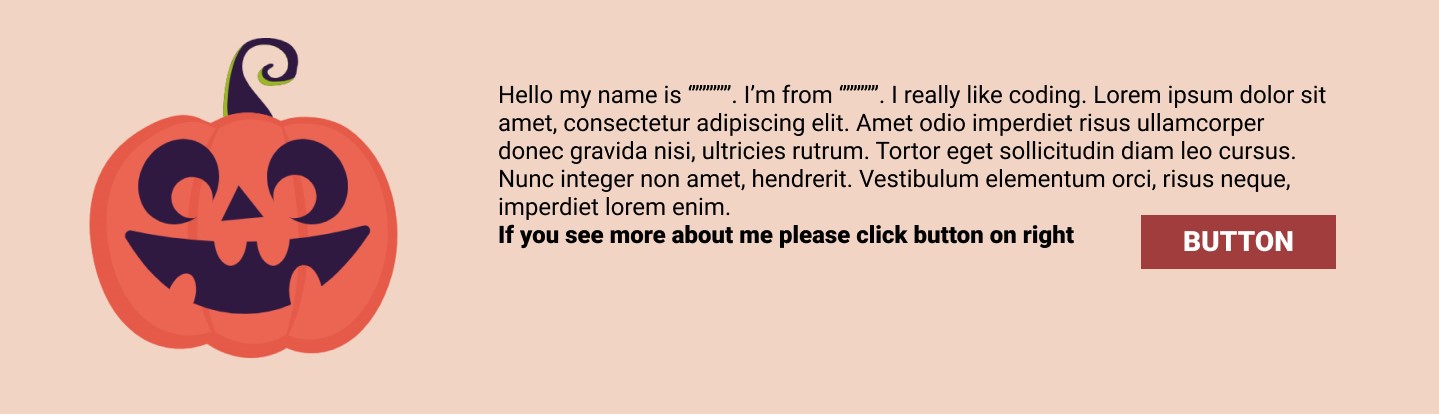 Hello my name is “””””””. I’m from “””””””. I really like coding. Lorem ipsum dolor sit
amet, consectetur adipiscing elit. Amet odio imperdiet risus ullamcorper
donec gravida nisi, ultricies rutrum. Tortor eget sollicitudin diam leo cursus.
Nunc integer non amet, hendrerit. Vestibulum elementum orci, risus neque,
imperdiet lorem enim.
If you see more about me please click button on right
BUTTON